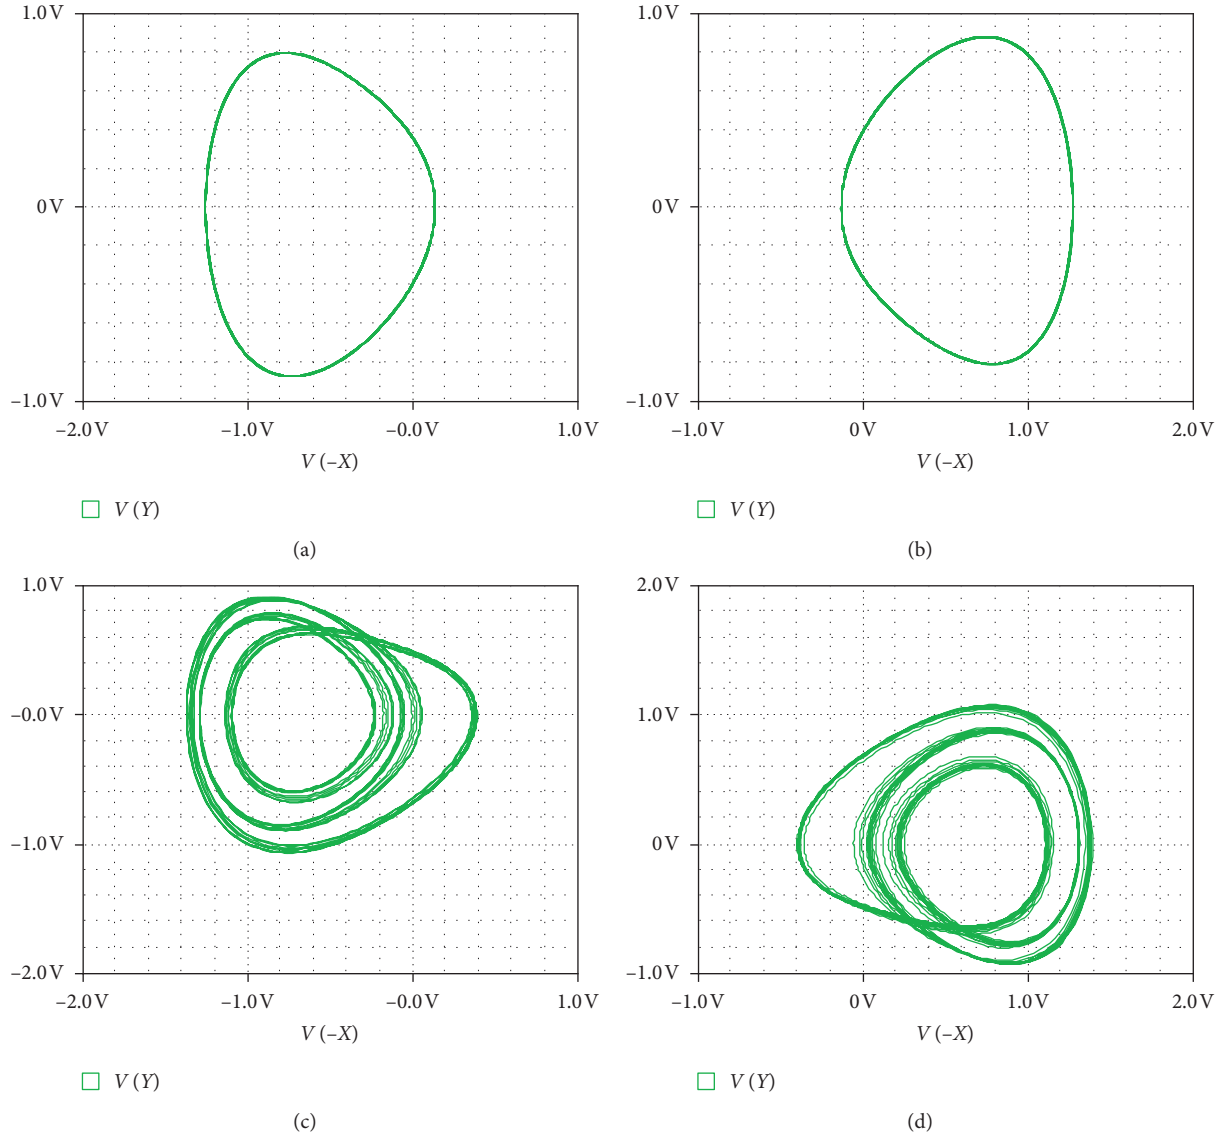 1.0 V
0 V
–1.0 V
–2.0 V –1.0 V –0.0 V 1.0 V
V (–X)
V (Y)
(a)
1.0 V
0 V
–1.0 V
–1.0 V 0 V 1.0 V 2.0 V
V (–X)
V (Y)
(b)
1.0 V
–0.0 V
–1.0 V
–2.0 V
–2.0 V –1.0 V –0.0 V 1.0 V
V (–X)
V (Y)
(c)
2.0 V
1.0 V
0 V
–1.0 V
–1.0 V 0 V 1.0 V 2.0 V
V (–X)
V (Y)
(d)